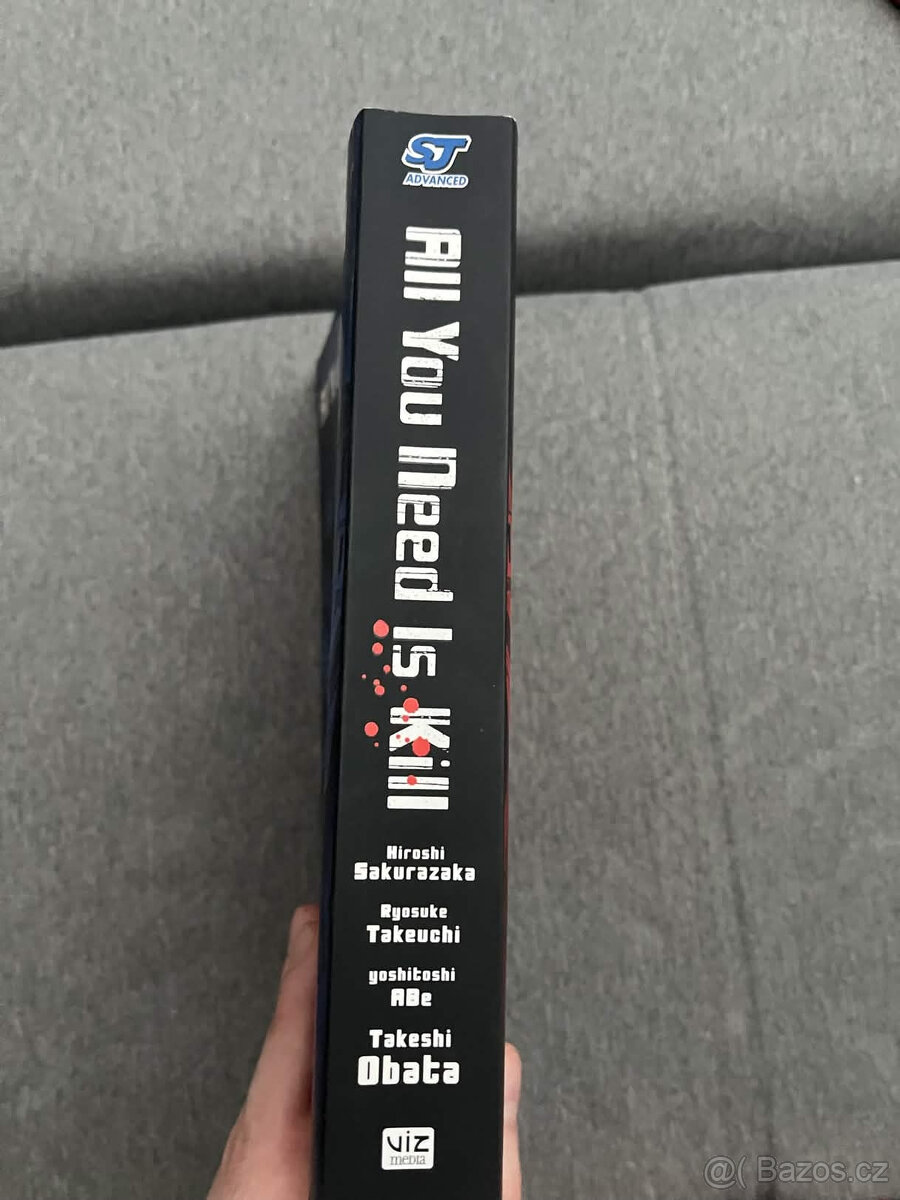 SJ
ADVANCED
All You Need Is Kill
Hiroshi
Sakurazaka
Ryosuke
Takeuchi
yoshitoshi
ABe
Takeshi
Obata
VIZ
media
@( Bazos.cz